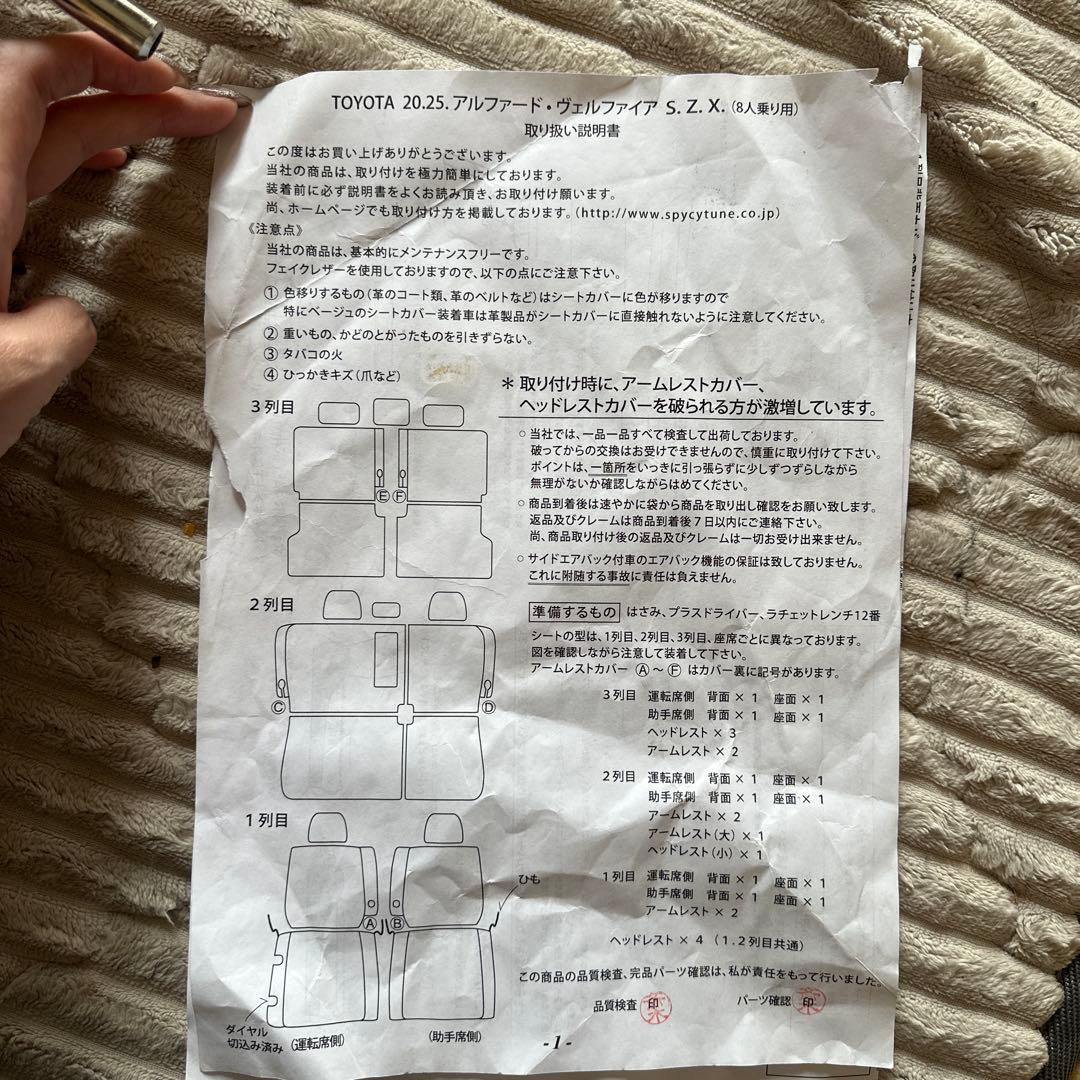 TOYOTA 20.25. アルファード・ヴェルファイア S. Z. X. (8人乗り用)
取り扱い説明書
この度はお買い上げありがとうございます。
当社の商品は、取り付けを極力簡単にしております。
装着前に必ず説明書をよくお読み頂き、お取り付け願います。
尚、ホームページでも取り付け方を掲載しております。(http://www.spycytune.co.jp)
《注意点》
当社の商品は、基本的にメンテナンスフリーです。
フェイクレザーを使用しておりますので、以下の点にご注意下さい。
① 色移りするもの(革のコート類、革のベルトなど)はシートカバーに色が移りますので
特にベージュのシートカバー装着車は革製品がシートカバーに直接触れないように注意してください。
② 重いもの、かどのとがったものを引きずらない。
③ タバコの火
④ ひっかきキズ(爪など)
＊ 取り付け時に、アームレストカバー、
ヘッドレストカバーを破られる方が激増しています。
○ 当社では、一品一品すべて検査して出荷しております。
破ってからの交換はお受けできませんので、慎重に取り付けて下さい。
ポイントは、一箇所をいっきに引っ張らずに少しずつずらしながら
無理がないか確認しながらはめてください。
○ 商品到着後は速やかに袋から商品を取り出し確認をお願い致します。
返品及びクレームは商品到着後7日以内にご連絡下さい。
尚、商品取り付け後の返品及びクレームは一切お受け出来ません。
○ サイドエアバック付車のエアバック機能の保証は致しておりません。
これに附随する事故に責任は負えません。
準備するもの はさみ、プラスドライバー、ラチェットレンチ12番
シートの型は、1列目、2列目、3列目、座席ごとに異なっております。
図を確認しながら注意して装着して下さい。
アームレストカバー Ⓐ～Ⓕ はカバー裏に記号があります。
3列目 運転席側 背面×1 座面×1
助手席側 背面×1 座面×1
ヘッドレスト×3
アームレスト×2
2列目 運転席側 背面×1 座面×1
助手席側 背面×1 座面×1
アームレスト×2
アームレスト(大)×1
ヘッドレスト(小)×1
1列目 運転席側 背面×1 座面×1
助手席側 背面×1 座面×1
アームレスト×2
ヘッドレスト×4 (1.2列目共通)
この商品の品質検査、完品パーツ確認は、私が責任をもって行いました。
品質検査 印
パーツ確認 印
3列目
Ⓔ Ⓕ
2列目
Ⓒ Ⓓ
1列目
ひも
Ⓐ Ⓑ
ダイヤル
切込み済み
(運転席側)
(助手席側)
-1-